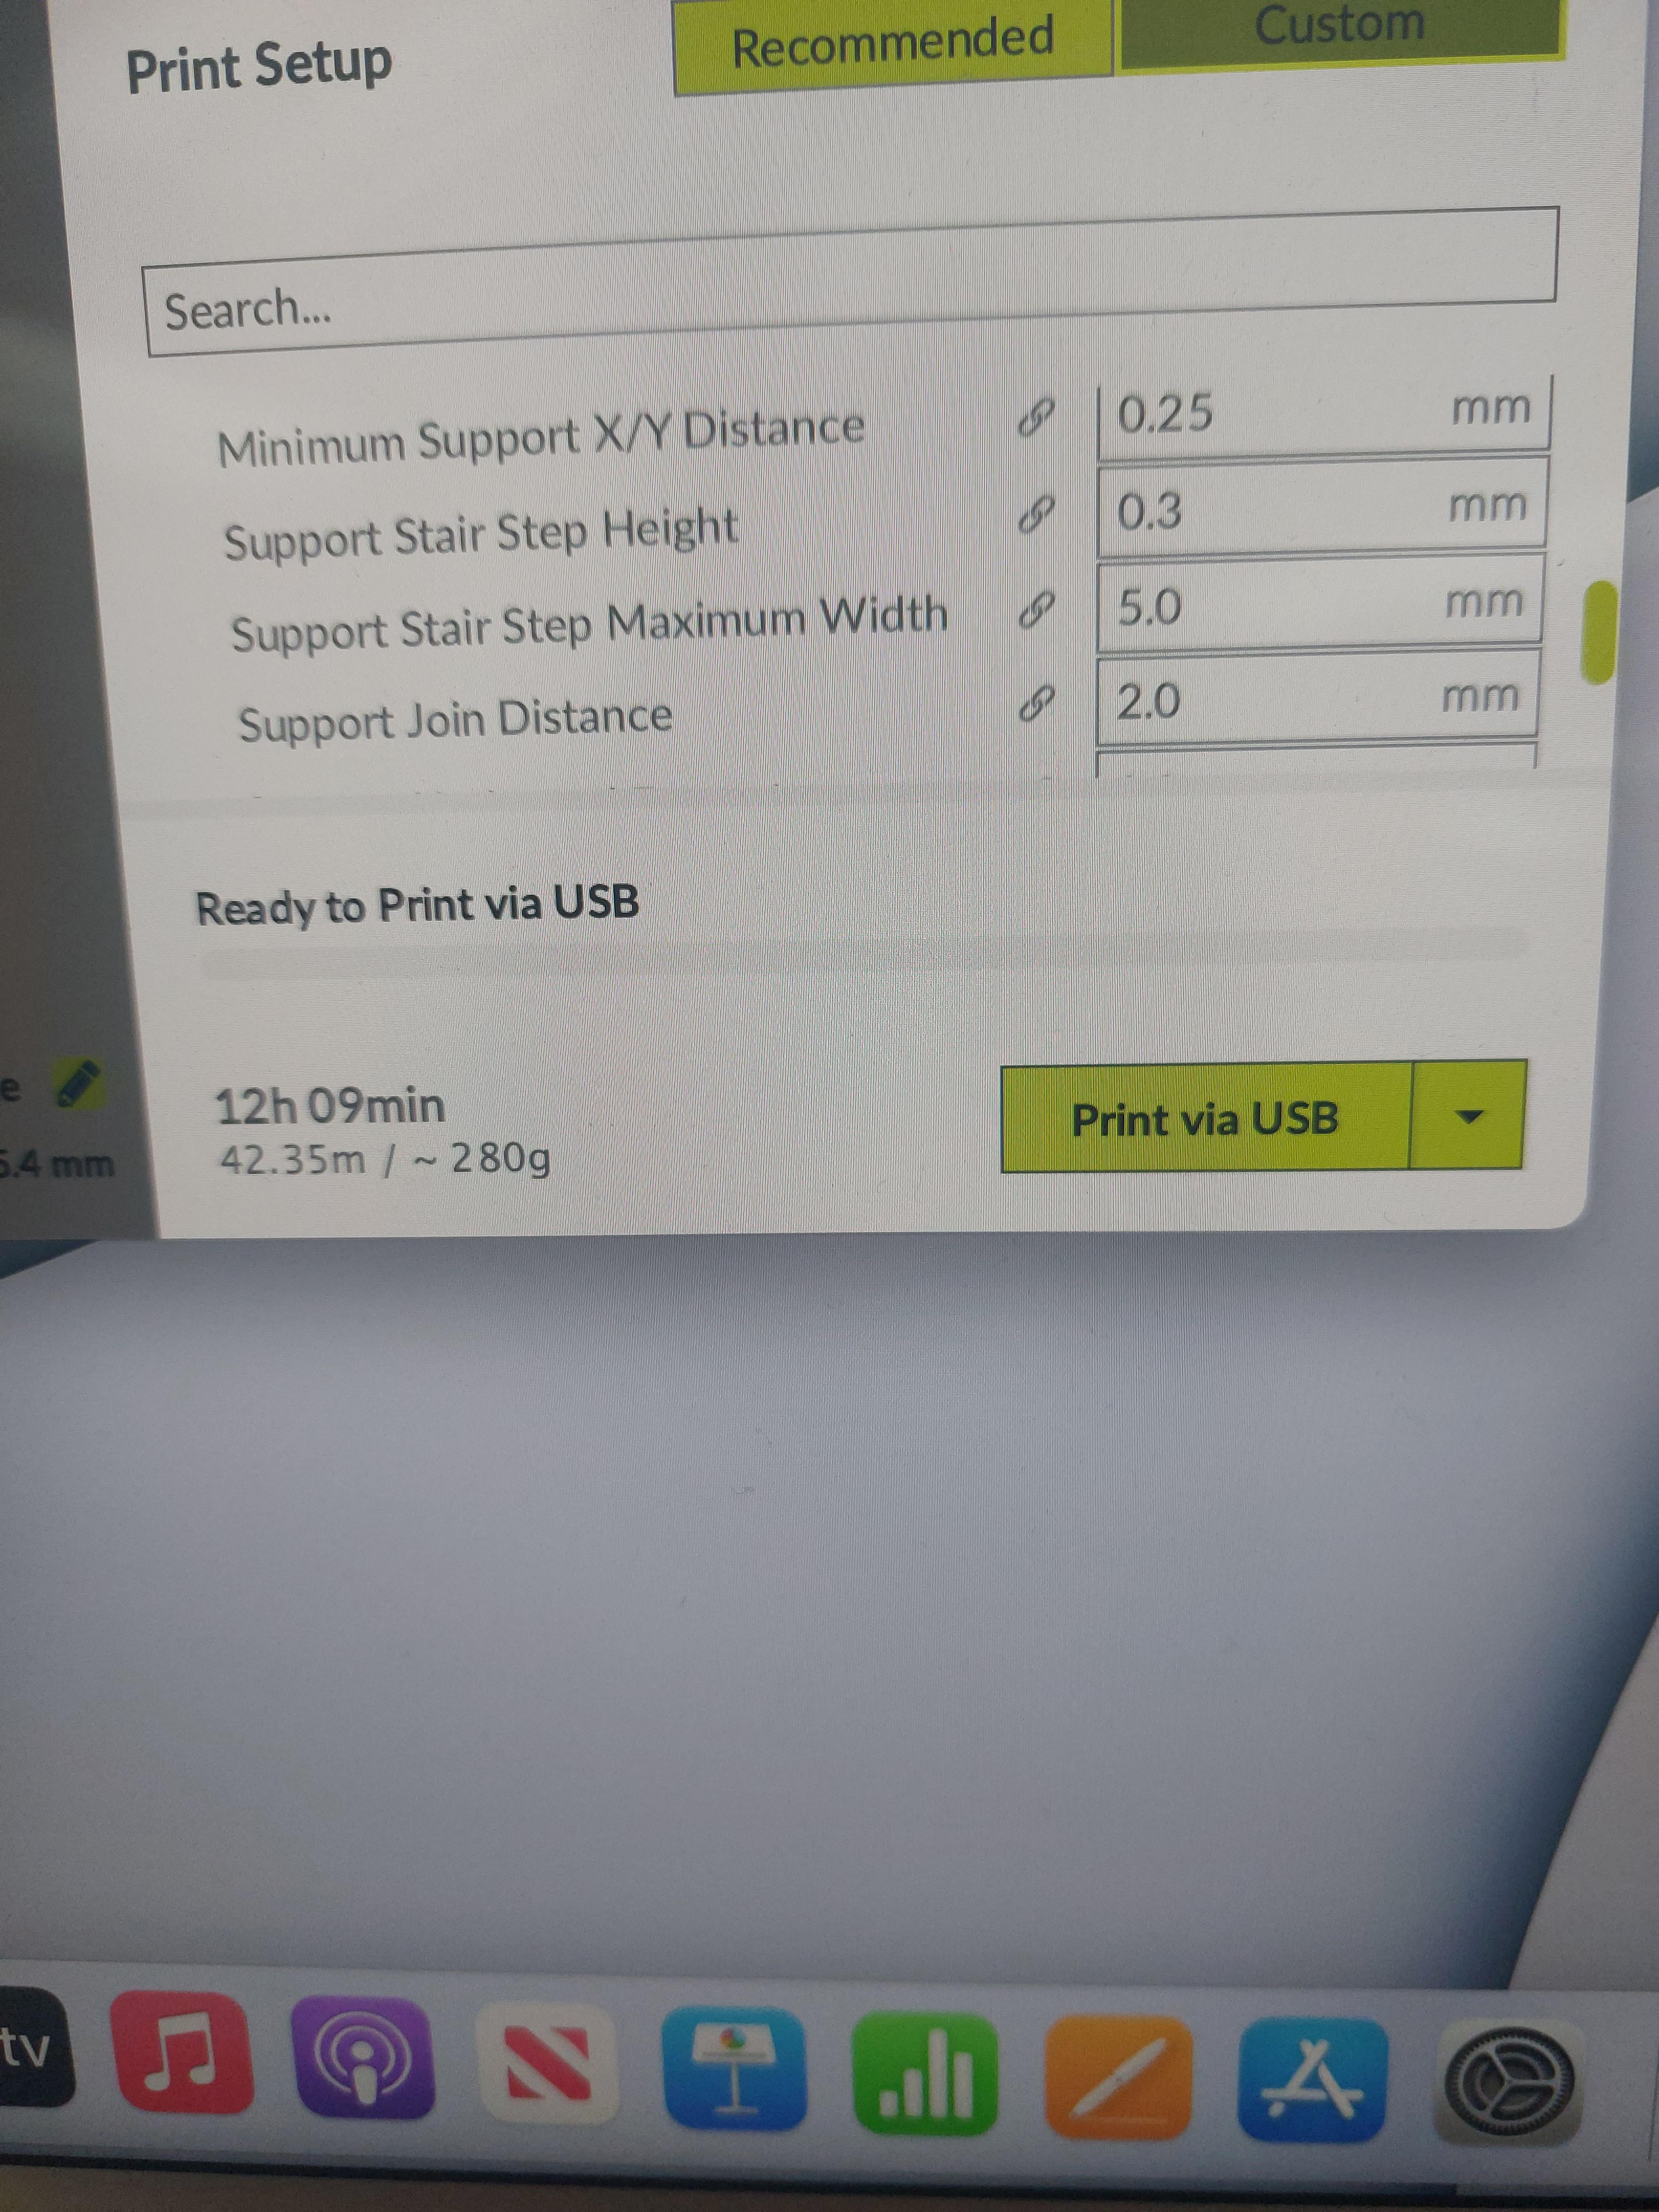 Print Setup Recommended Custom
Search...
Minimum Support X/Y Distance 0.25 mm
Support Stair Step Height 0.3 mm
Support Stair Step Maximum Width 5.0 mm
Support Join Distance 2.0 mm
Ready to Print via USB
e
12h 09min
Print via USB
42.35m / ~ 280g
5.4 mm
tv